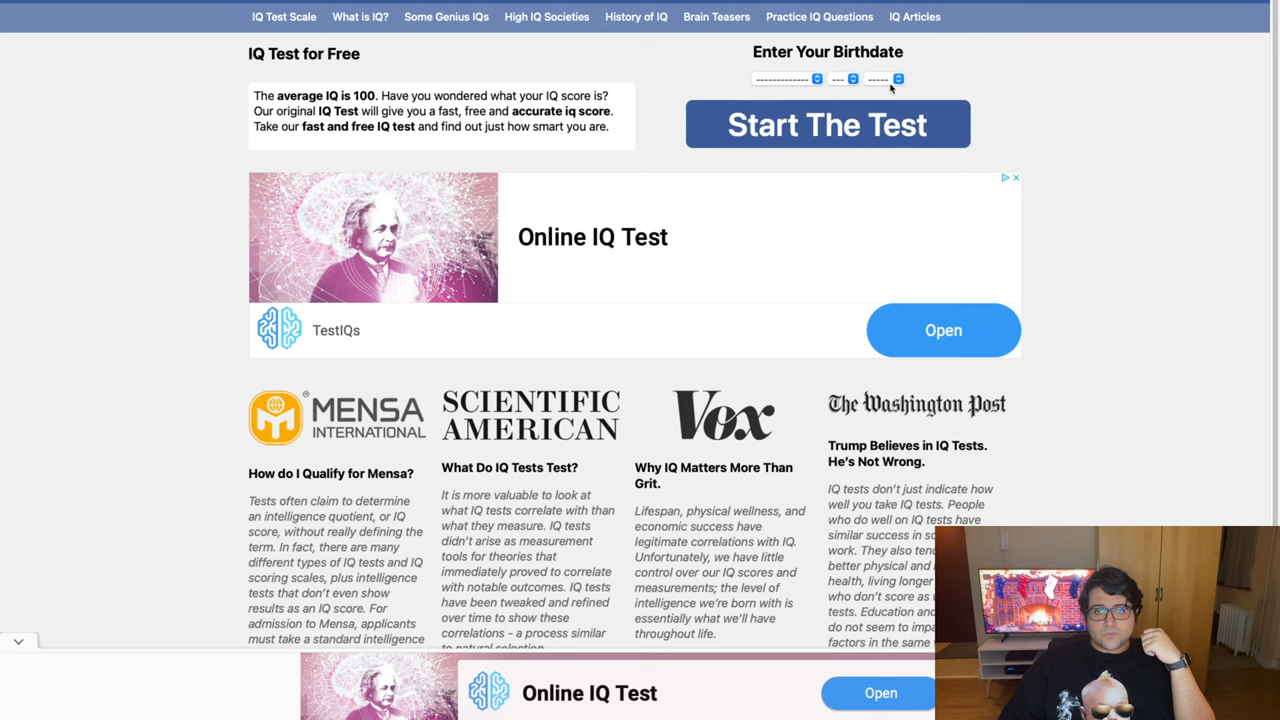 IQ Test Scale What is IQ? Some Genius IQs High IQ Societies History of IQ Brain Teasers Practice IQ Questions IQ Articles
IQ Test for Free
The average IQ is 100. Have you wondered what your IQ score is?
Our original IQ Test will give you a fast, free and accurate iq score.
Take our fast and free IQ test and find out just how smart you are.
Enter Your Birthdate
------------- --- -----
Start The Test
Online IQ Test
TestIQs
Open
MENSA
INTERNATIONAL
How do I Qualify for Mensa?
Tests often claim to determine
an intelligence quotient, or IQ
score, without really defining the
term. In fact, there are many
different types of IQ tests and IQ
scoring scales, plus intelligence
tests that don't even show
results as an IQ score. For
admission to Mensa, applicants
must take a standard intelligence
SCIENTIFIC
AMERICAN
What Do IQ Tests Test?
It is more valuable to look at
what IQ tests correlate with than
what they measure. IQ tests
didn't arise as measurement
tools for theories that
immediately proved to correlate
with notable outcomes. IQ tests
have been tweaked and refined
over time to show these
correlations - a process similar
to natural selection.
Vox
Why IQ Matters More Than
Grit.
Lifespan, physical wellness, and
economic success have
legitimate correlations with IQ.
Unfortunately, we have little
control over our IQ scores and
measurements; the level of
intelligence we're born with is
essentially what we'll have
throughout life.
The Washington Post
Trump Believes in IQ Tests.
He's Not Wrong.
IQ tests don't just indicate how
well you take IQ tests. People
who do well on IQ tests have
similar success in
work. They also
better physical and
health, living longer
who don't score as
tests. Education and
do not seem to
factors in the same
Online IQ Test
Open